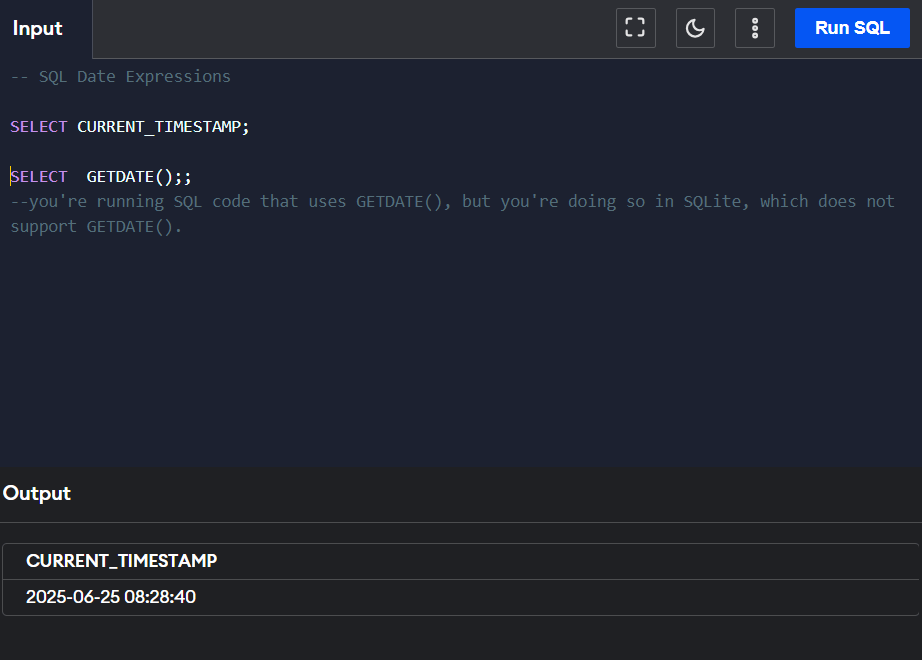 Input
Run SQL
-- SQL Date Expressions
SELECT CURRENT_TIMESTAMP;
SELECT  GETDATE();;
--you're running SQL code that uses GETDATE(), but you're doing so in SQLite, which does not
support GETDATE().
Output
CURRENT_TIMESTAMP
2025-06-25 08:28:40